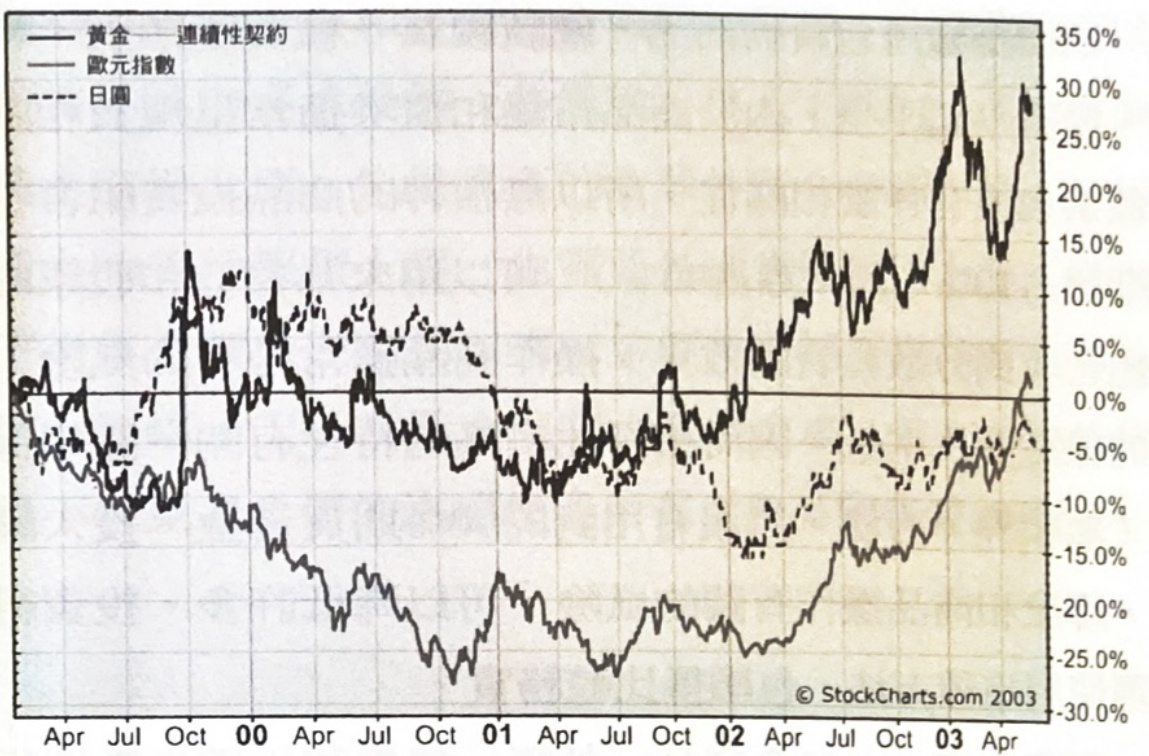 黃金 — 連續性契約
歐元指數
日圓
35.0%
30.0%
25.0%
20.0%
15.0%
10.0%
5.0%
0.0%
-5.0%
-10.0%
-15.0%
-20.0%
-25.0%
-30.0%
© StockCharts.com 2003
Apr Jul Oct 00 Apr Jul Oct 01 Apr Jul Oct 02 Apr Jul Oct 03 Apr